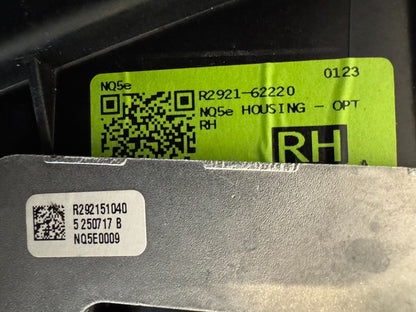 NQ5e
R2921-62220
0123
NQ5e HOUSING - OPT
RH
RH
R292151040
5 250717 B
NQ5E0009